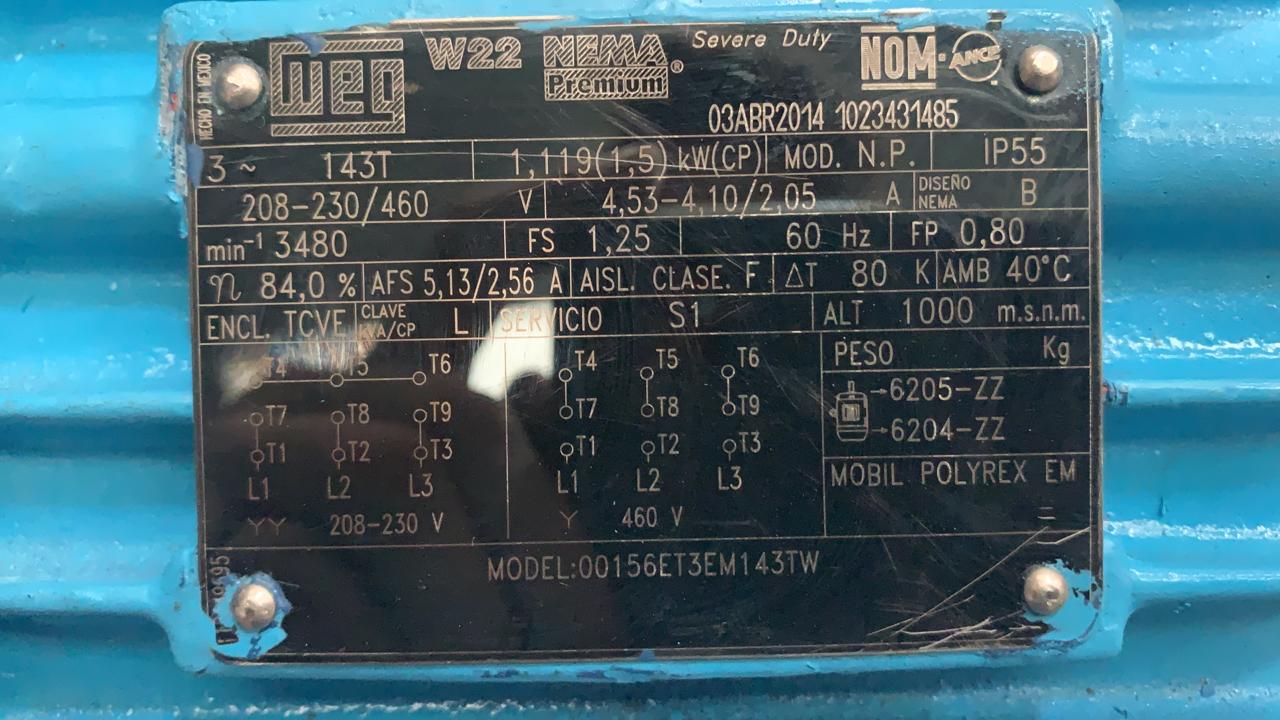 HECHO EN MEXICO
WEG W22 NEMA Premium® Severe Duty NOM-ANCE
03ABR2014 1023431485
3 ~ 143T 1,119(1,5) kW(CP) MOD. N.P. IP55
208-230/460 V 4,53-4,10/2,05 A DISEÑO NEMA B
min⁻¹ 3480 FS 1,25 60 Hz FP 0,80
η 84,0 % AFS 5,13/2,56 A AISL. CLASE. F ΔT 80 K AMB 40°C
ENCL. TCVE CLAVE KVA/CP L SERVICIO S1 ALT 1000 m.s.n.m.
T4 T5 T6
T7 T8 T9
T1 T2 T3
L1 L2 L3
YY 208-230 V
T4 T5 T6
T7 T8 T9
T1 T2 T3
L1 L2 L3
Y 460 V
PESO Kg
6205-ZZ
6204-ZZ
MOBIL POLYREX EM
MODEL:00156ET3EM143TW